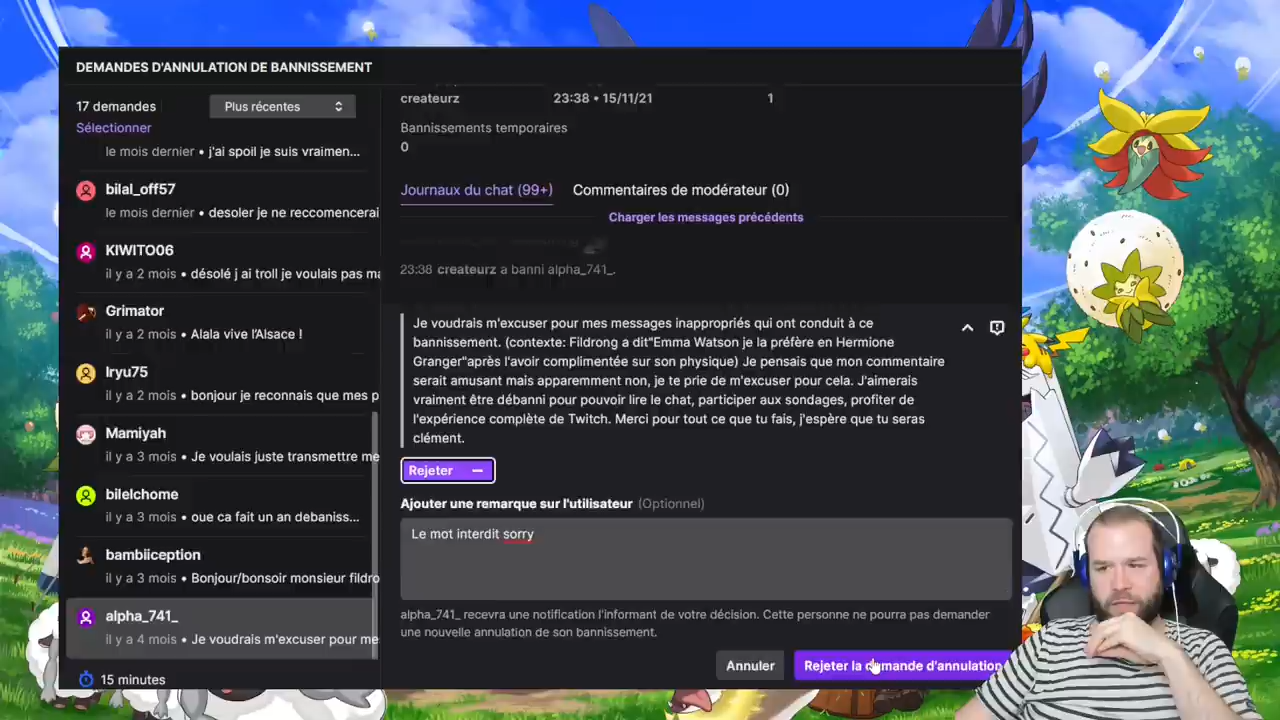 DEMANDES D'ANNULATION DE BANNISSEMENT
17 demandes
Plus récentes
Sélectionner
le mois dernier • j'ai spoil je suis vraimen...
bilal_off57
le mois dernier • desoler je ne reccomencerai
KIWITO06
il y a 2 mois • désolé j ai troll je voulais pas ma
Grimator
il y a 2 mois • Alala vive l'Alsace !
lryu75
il y a 2 mois • bonjour je reconnais que mes p
Mamiyah
il y a 3 mois • Je voulais juste transmettre me
bilelchome
il y a 3 mois • oue ca fait un an debaniss...
bambiiception
il y a 3 mois • Bonjour/bonsoir monsieur fildro
alpha_741_
il y a 4 mois • Je voudrais m'excuser pour me
15 minutes
createurz 23:38 • 15/11/21 1
Bannissements temporaires
0
Journaux du chat (99+) Commentaires de modérateur (0)
Charger les messages précédents
23:38 createurz a banni alpha_741_.
Je voudrais m'excuser pour mes messages inappropriés qui ont conduit à ce
bannissement. (contexte: Fildrong a dit"Emma Watson je la préfère en Hermione
Granger"après l'avoir complimentée sur son physique) Je pensais que mon commentaire
serait amusant mais apparemment non, je te prie de m'excuser pour cela. J'aimerais
vraiment être débanni pour pouvoir lire le chat, participer aux sondages, profiter de
l'expérience complète de Twitch. Merci pour tout ce que tu fais, j'espère que tu seras
clément.
Rejeter
Ajouter une remarque sur l'utilisateur (Optionnel)
Le mot interdit sorry
alpha_741_ recevra une notification l'informant de votre décision. Cette personne ne pourra pas demander
une nouvelle annulation de son bannissement.
Annuler
Rejeter la demande d'annulation